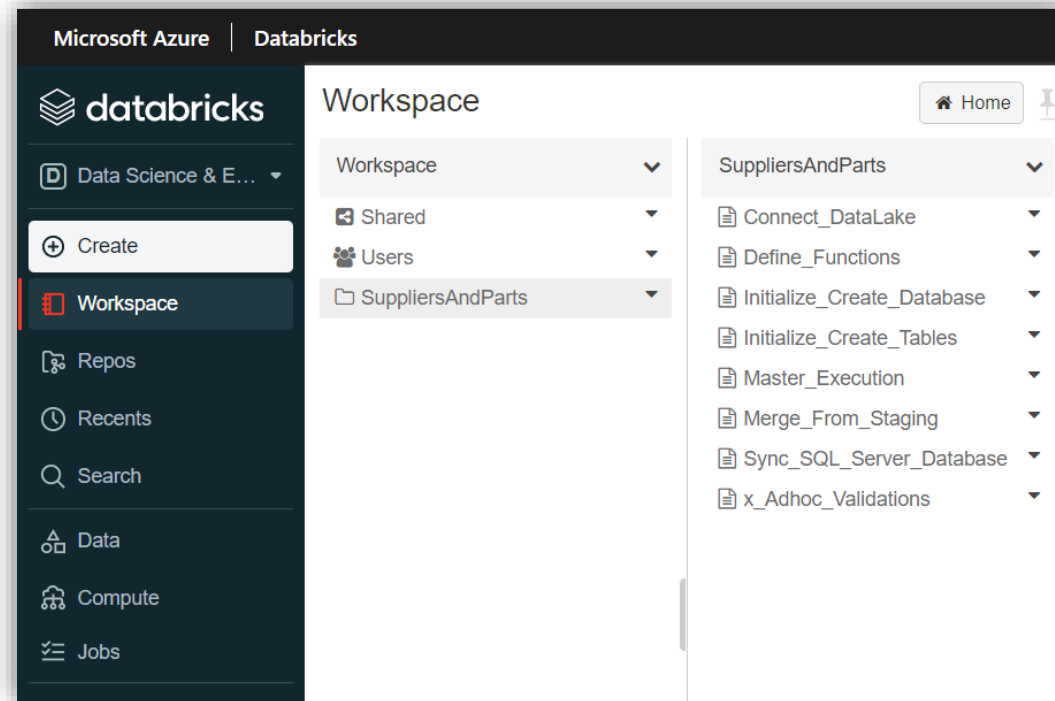 Microsoft Azure Databricks
databricks
D Data Science & E...
Create
Workspace
Repos
Recents
Search
Data
Compute
Jobs
Workspace
Home
Workspace
Shared
Users
SuppliersAndParts
SuppliersAndParts
Connect_DataLake
Define_Functions
Initialize_Create_Database
Initialize_Create_Tables
Master_Execution
Merge_From_Staging
Sync_SQL_Server_Database
x_Adhoc_Validations